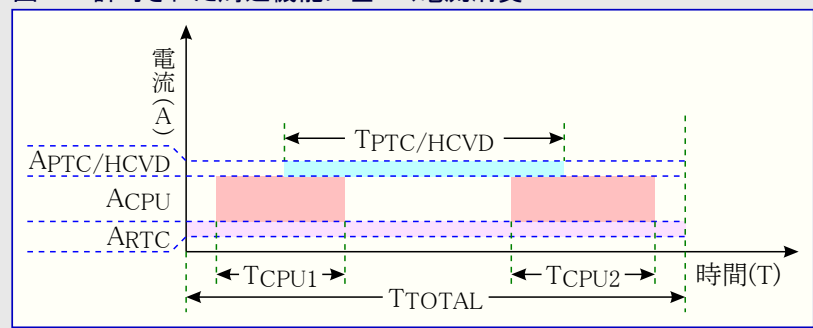 電流(A)
TPTC/HCVD
APTC/HCVD
ACPU
ARTC
TCPU1
TCPU2
時間(T)
TTOTAL